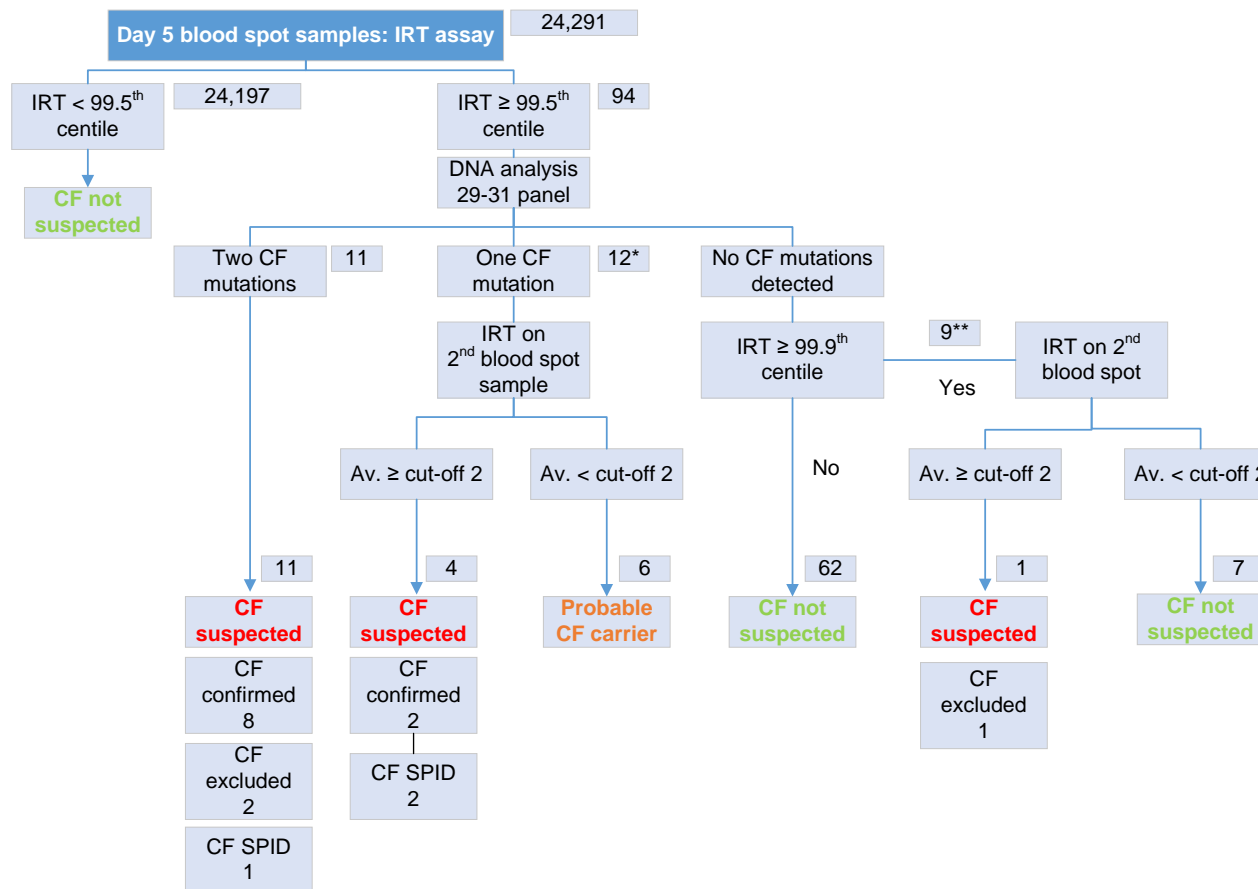 Day 5 blood spot samples: IRT assay
24,291
IRT < 99.5th
centile
24,197
IRT ≥ 99.5th
centile
94
CF not
suspected
DNA analysis
29-31 panel
Two CF
mutations
11
One CF
mutation
12*
No CF mutations
detected
IRT on
2nd blood spot
sample
IRT ≥ 99.9th
centile
9**
Yes
IRT on 2nd
blood spot
No
Av. ≥ cut-off 2
Av. < cut-off 2
Av. ≥ cut-off 2
Av. < cut-off 2
11
4
6
62
1
7
CF
suspected
CF
suspected
Probable
CF carrier
CF not
suspected
CF
suspected
CF not
suspected
CF
confirmed
8
CF
excluded
2
CF SPID
1
CF
confirmed
2
CF SPID
2
CF
excluded
1